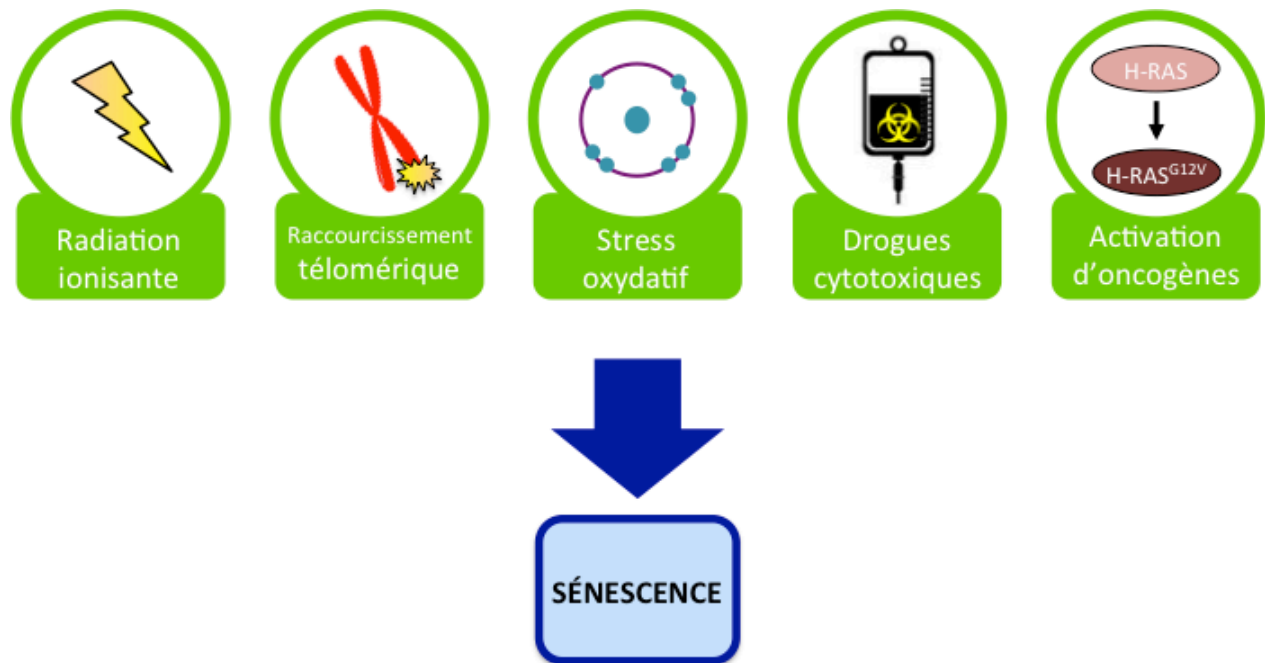 H-RAS
H-RASG12V
Radiation
ionisante
Raccourcissement
télomérique
Stress
oxydatif
Drogues
cytotoxiques
Activation
d’oncogènes
SÉNESCENCE